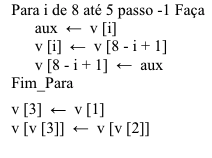 Para i de 8 até 5 passo -1 Faça
aux ← v [i]
v [i] ← v [8 - i + 1]
v [8 - i + 1] ← aux
Fim_Para
v [3] ← v [1]
v [v [3]] ← v [v [2]]